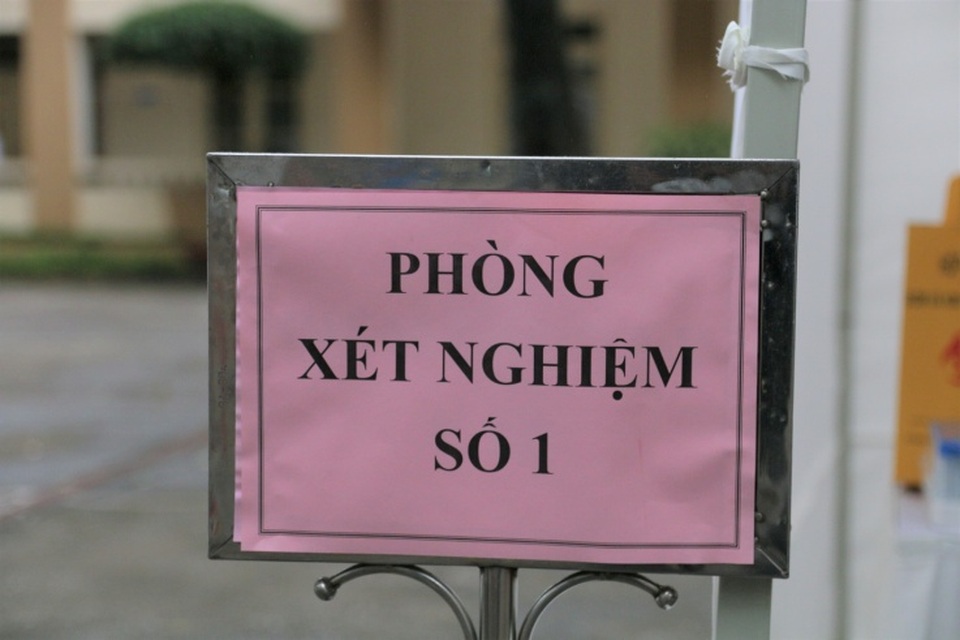 PHÒNG
XÉT NGHIỆM
SỐ 1